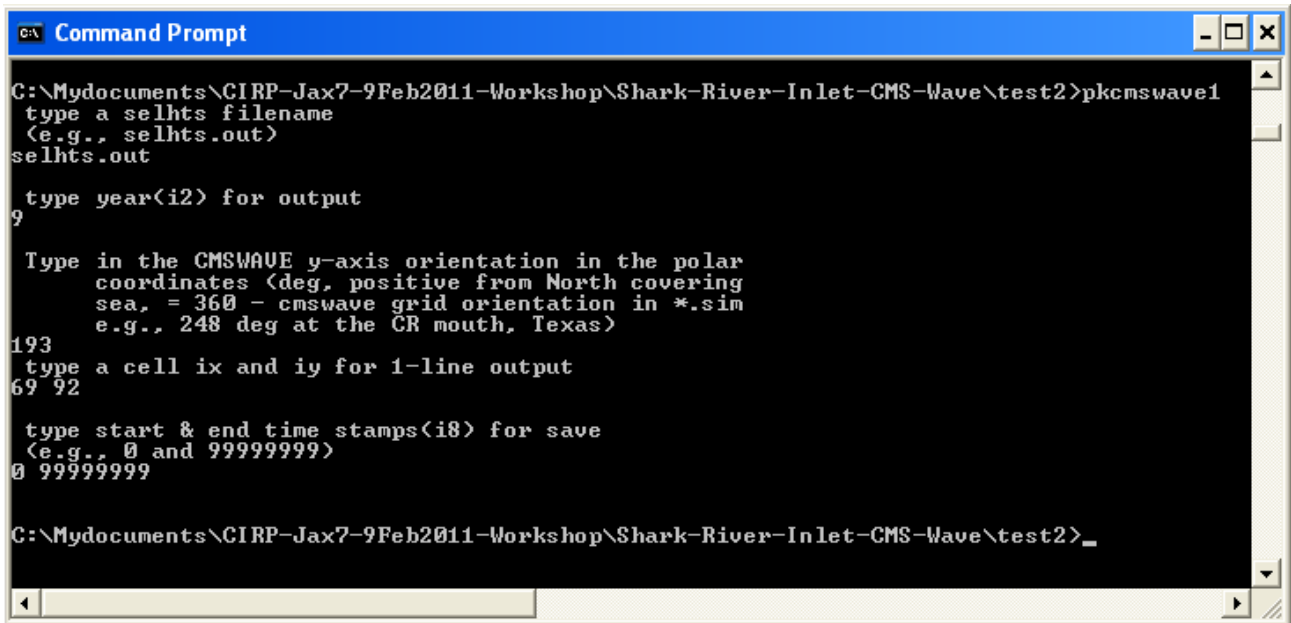 Command Prompt
C:\Mydocuments\CIRP-Jax7-9Feb2011-Workshop\Shark-River-Inlet-CMS-Wave\test2>pkcmswave1
type a selhts filename
(e.g., selhts.out)
selhts.out
type year(i2) for output
9
Type in the CMSWAVE y-axis orientation in the polar
coordinates (deg, positive from North covering
sea, = 360 - cmswave grid orientation in *.sim
e.g., 248 deg at the CR mouth, Texas)
193
type a cell ix and iy for 1-line output
69 92
type start & end time stamps(i8) for save
(e.g., 0 and 99999999)
0 99999999
C:\Mydocuments\CIRP-Jax7-9Feb2011-Workshop\Shark-River-Inlet-CMS-Wave\test2>_